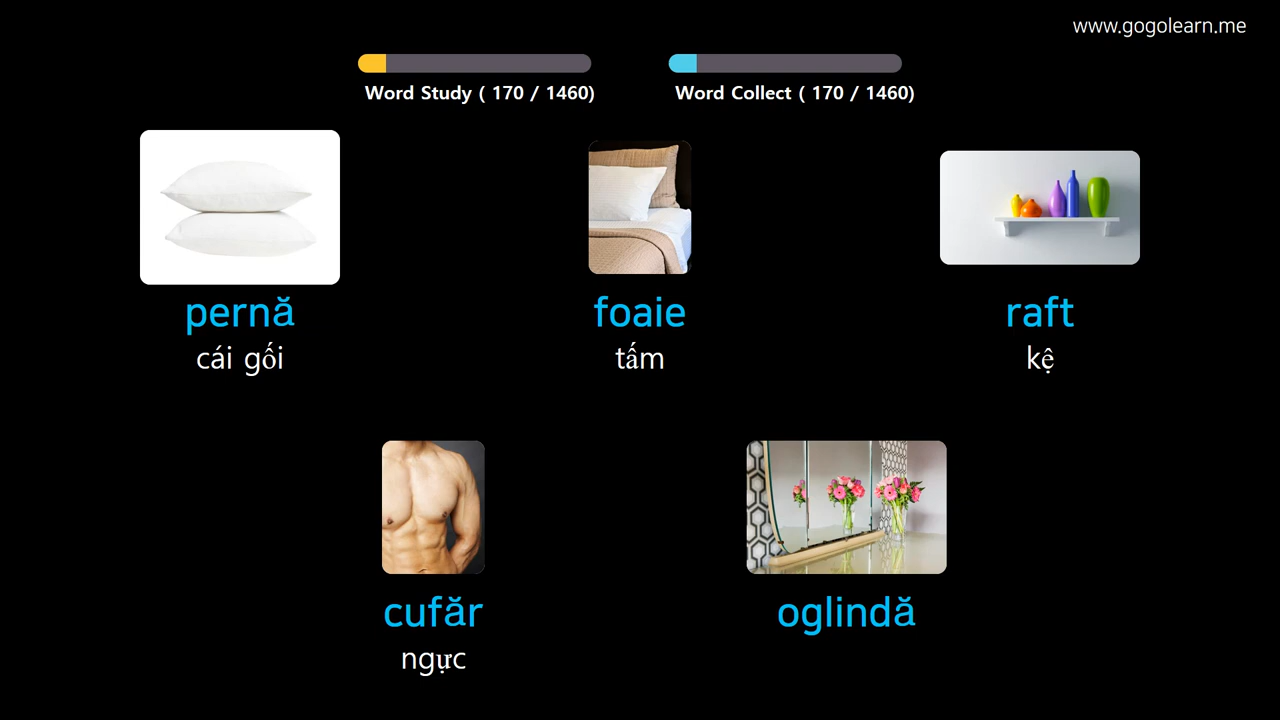 www.gogolearn.me
Word Study ( 170 / 1460)
Word Collect ( 170 / 1460)
pernă
cái gối
foaie
tấm
raft
kệ
cufăr
ngực
oglindă